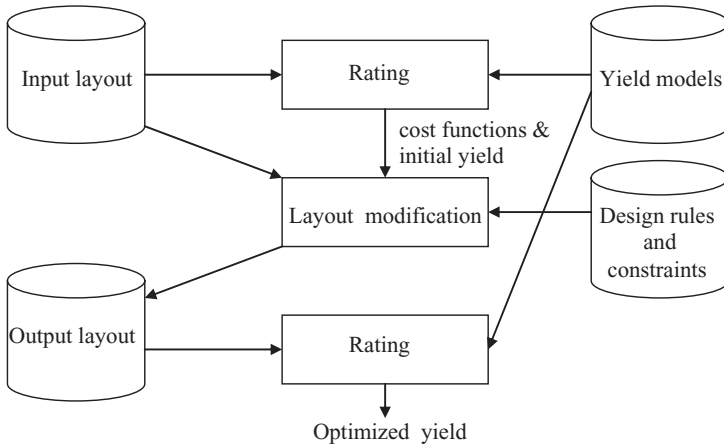 Input layout
Rating
Yield models
cost functions &
initial yield
Layout modification
Design rules
and
constraints
Output layout
Rating
Optimized yield